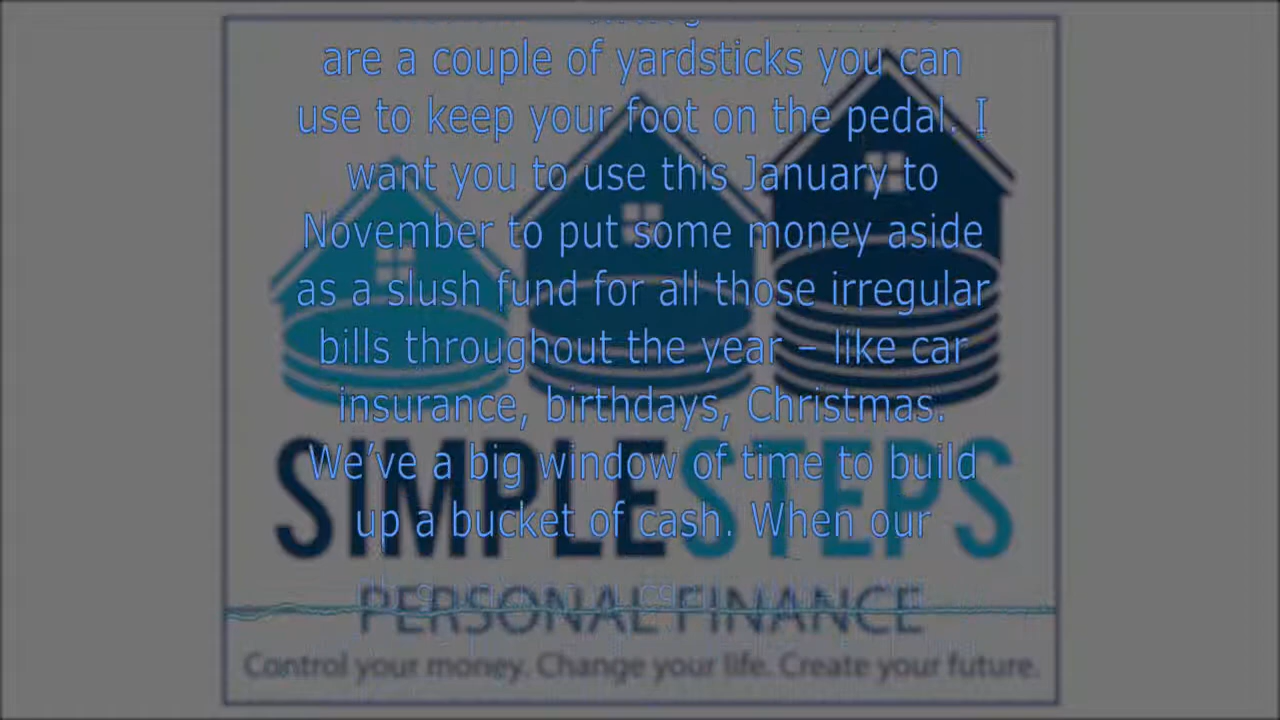 are a couple of yardsticks you can
use to keep your foot on the pedal. I
want you to use this January to
November to put some money aside
as a slush fund for all those irregular
bills throughout the year – like car
insurance, birthdays, Christmas.
We’ve a big window of time to build
up a bucket of cash. When our
SIMPLESTEPS
PERSONAL FINANCE
Control your money. Change your life. Create your future.